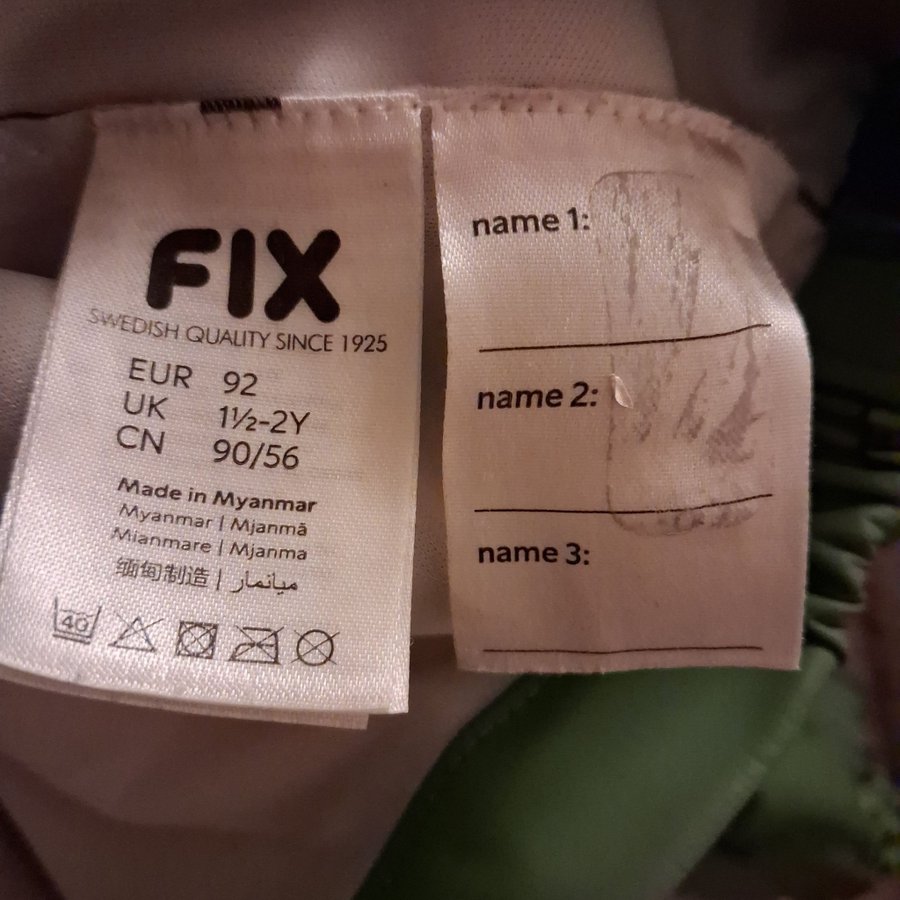 FIX
SWEDISH QUALITY SINCE 1925
EUR 92
UK 1½-2Y
CN 90/56
Made in Myanmar
Myanmar | Mjanmā
Mianmare | Mjanma
缅甸制造 | ميانمار
40
name 1:
name 2:
name 3: